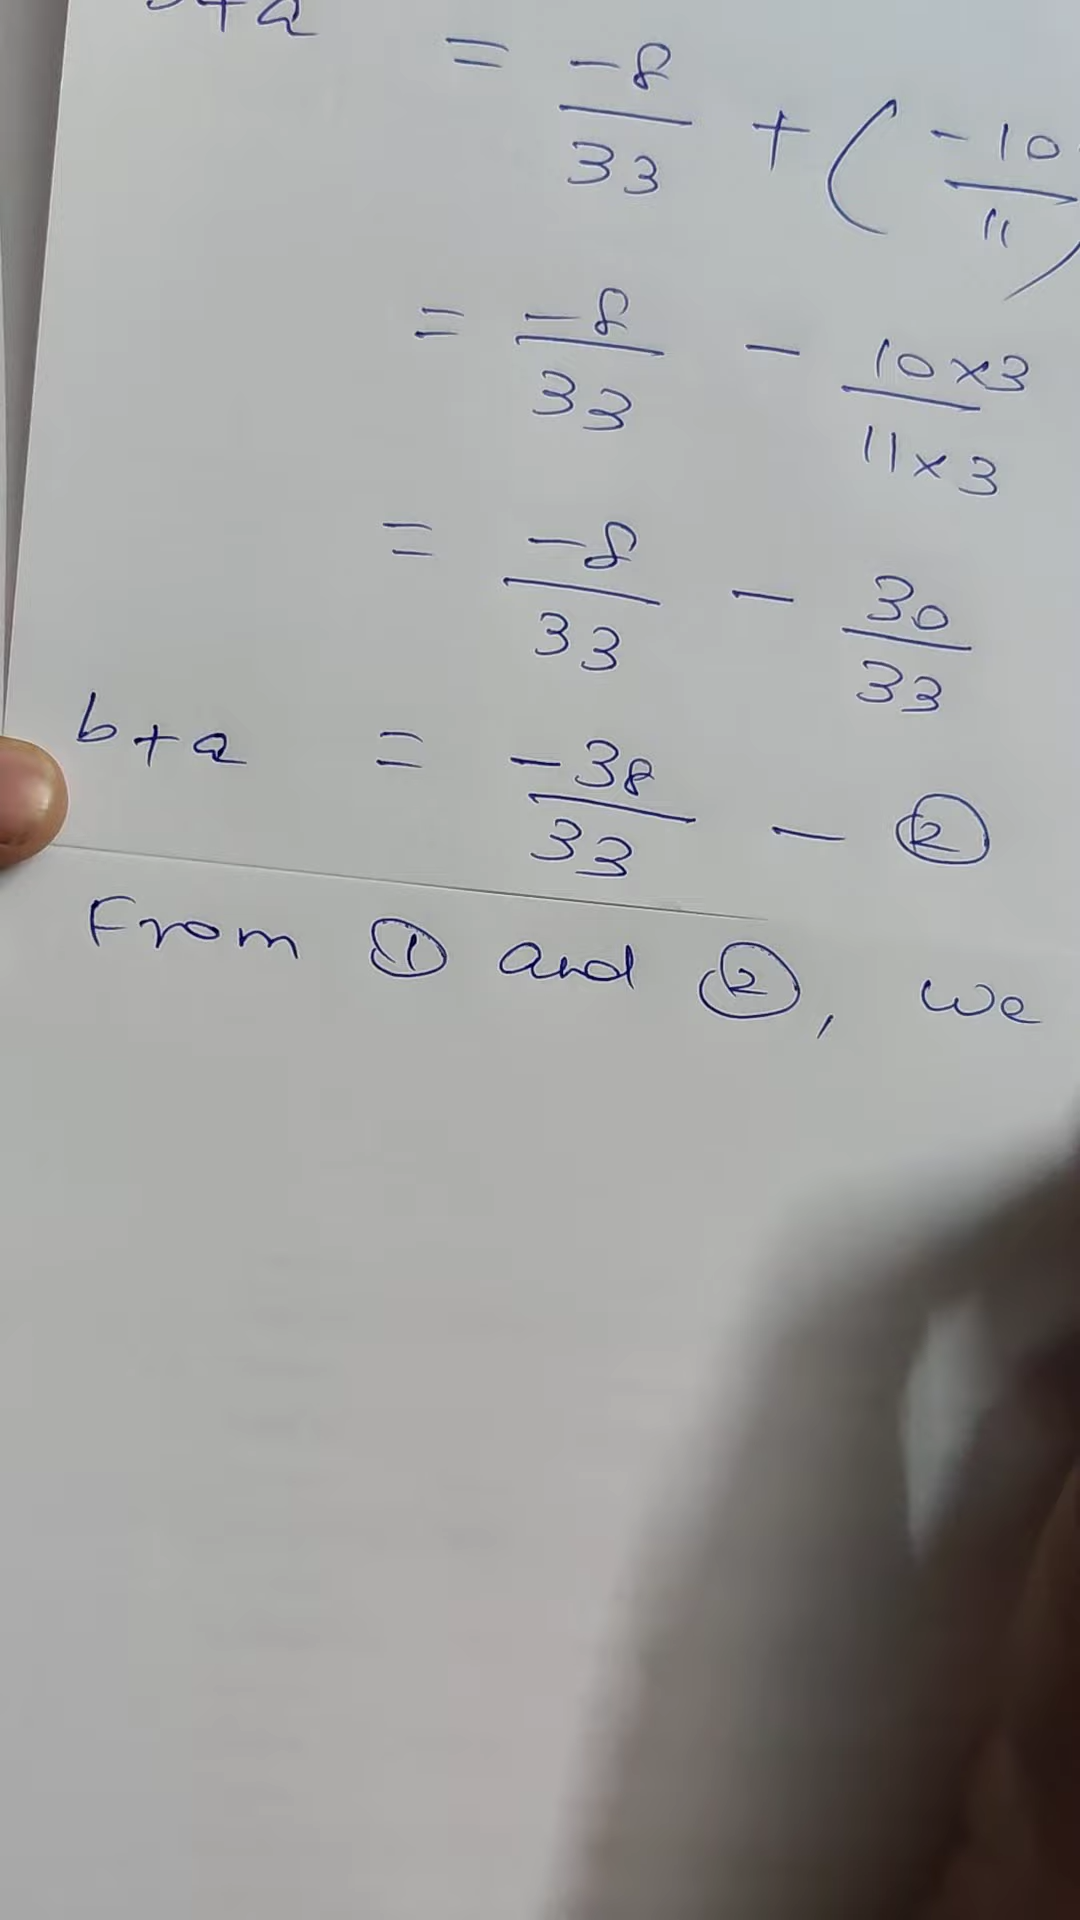 b+a = -8/33 + (-10/11)
= -8/33 - 10×3/11×3
= -8/33 - 30/33
b+a = -38/33 - ②
From ① and ②, we